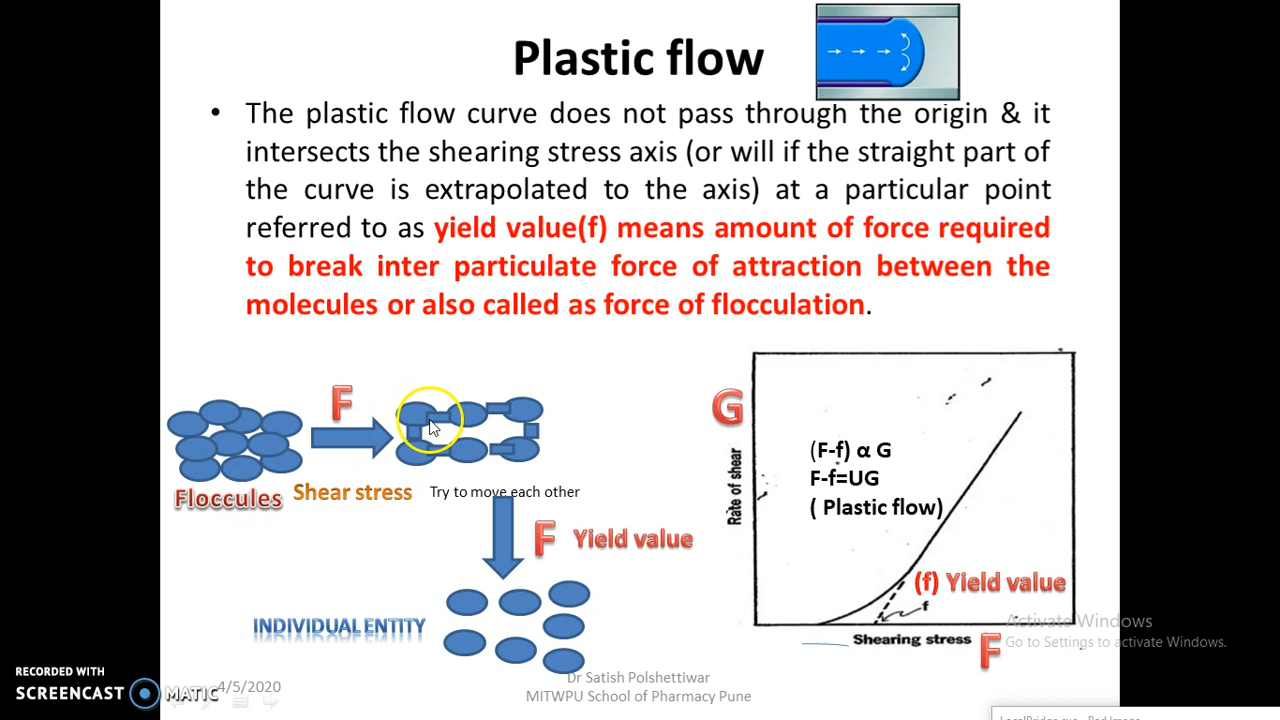 Plastic flow
• The plastic flow curve does not pass through the origin & it
intersects the shearing stress axis (or will if the straight part of
the curve is extrapolated to the axis) at a particular point
referred to as yield value(f) means amount of force required
to break inter particulate force of attraction between the
molecules or also called as force of flocculation.
F
Floccules
Shear stress
Try to move each other
F
Yield value
INDIVIDUAL ENTITY
G
Rate of shear
(F-f) α G
F-f=UG
( Plastic flow)
(f) Yield value
f
Shearing stress
F
Activate Windows
Go to Settings to activate Windows.
RECORDED WITH
SCREENCAST MATIC
4/5/2020
Dr Satish Polshettiwar
MITWPU School of Pharmacy Pune